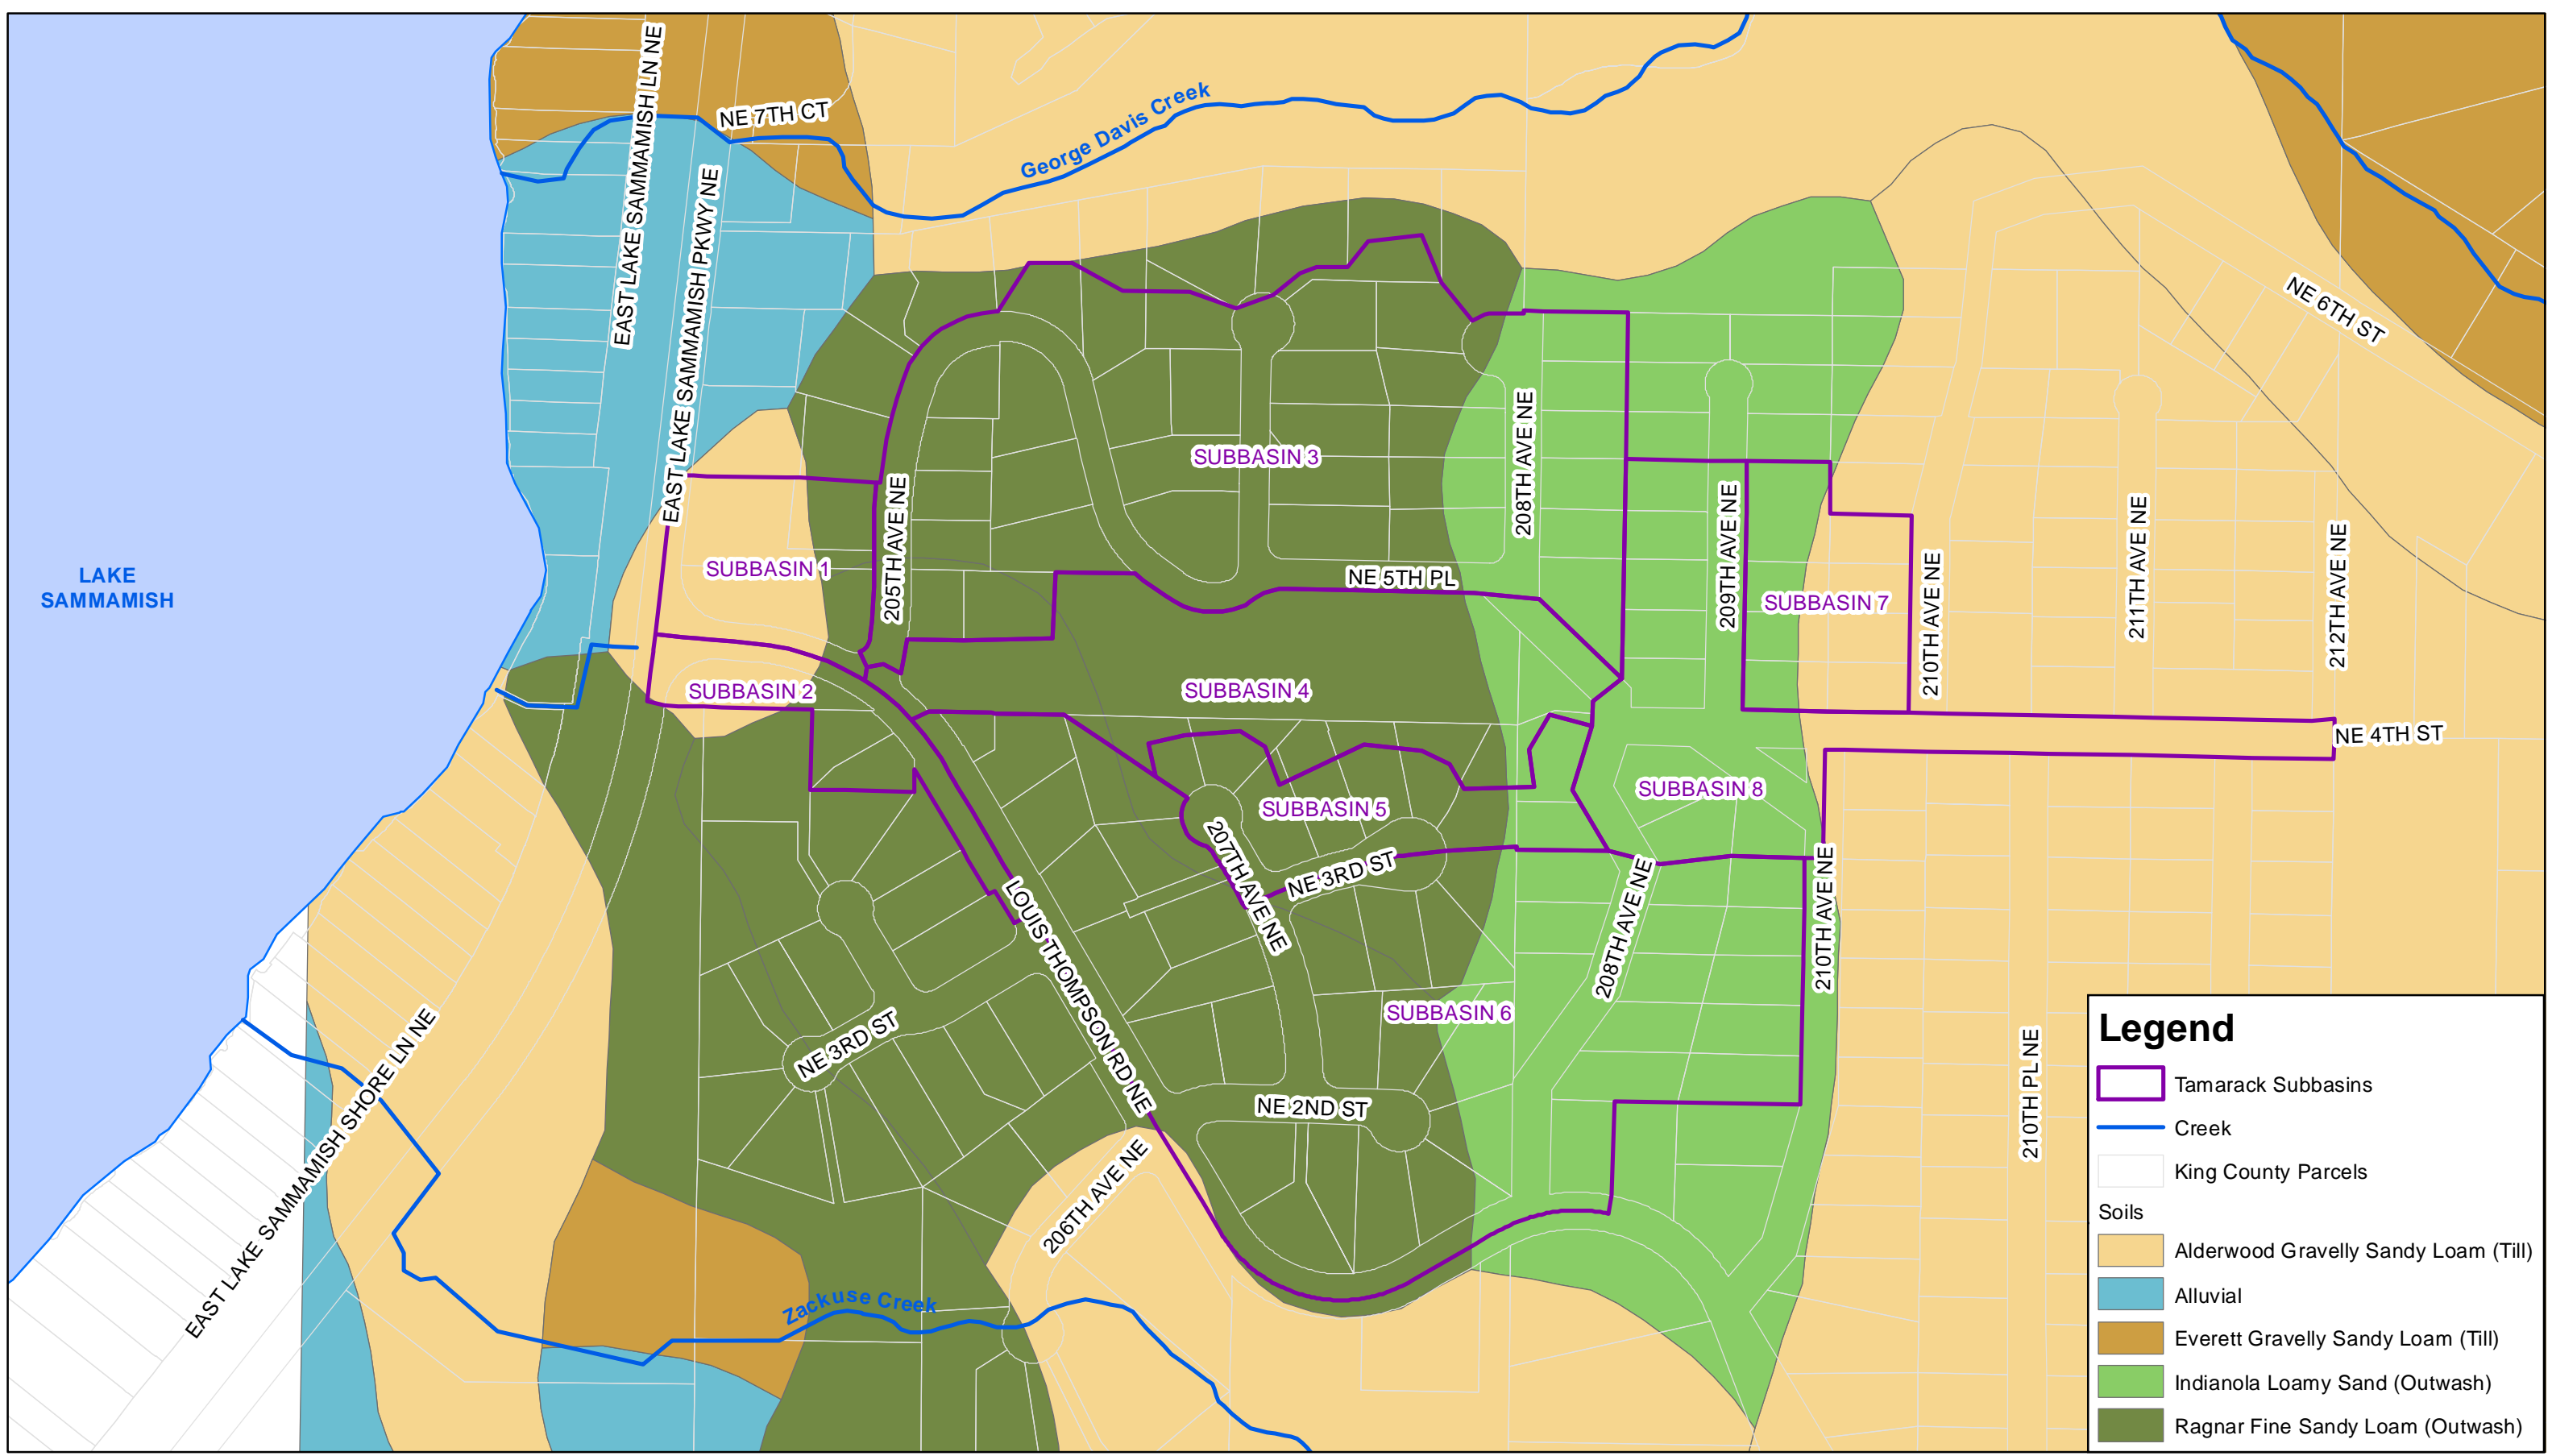 EAST LAKE SAMMAMISH LN NE
NE 7TH CT
George Davis Creek
EAST LAKE SAMMAMISH PKWY NE
NE 6TH ST
SUBBASIN 3
208TH AVE NE
205TH AVE NE
209TH AVE NE
211TH AVE NE
212TH AVE NE
210TH AVE NE
LAKE
SAMMAMISH
SUBBASIN 1
NE 5TH PL
SUBBASIN 7
SUBBASIN 2
SUBBASIN 4
NE 4TH ST
SUBBASIN 8
SUBBASIN 5
207TH AVE NE
NE 3RD ST
208TH AVE NE
210TH AVE NE
LOUIS THOMPSON RD NE
SUBBASIN 6
NE 3RD ST
210TH PL NE
NE 2ND ST
206TH AVE NE
EAST LAKE SAMMAMISH SHORE LN NE
Zackuse Creek
Legend
Tamarack Subbasins
Creek
King County Parcels
Soils
Alderwood Gravelly Sandy Loam (Till)
Alluvial
Everett Gravelly Sandy Loam (Till)
Indianola Loamy Sand (Outwash)
Ragnar Fine Sandy Loam (Outwash)